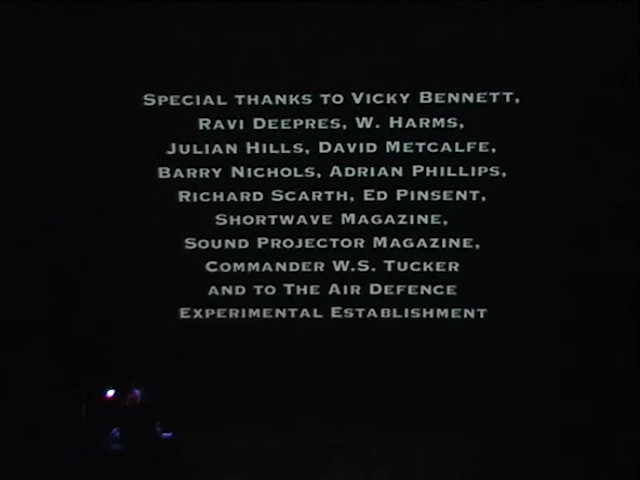 Special thanks to Vicky Bennett,
Ravi Deepres, W. Harms,
Julian Hills, David Metcalfe,
Barry Nichols, Adrian Phillips,
Richard Scarth, Ed Pinsent,
Shortwave Magazine,
Sound Projector Magazine,
Commander W.S. Tucker
and to The Air Defence
Experimental Establishment